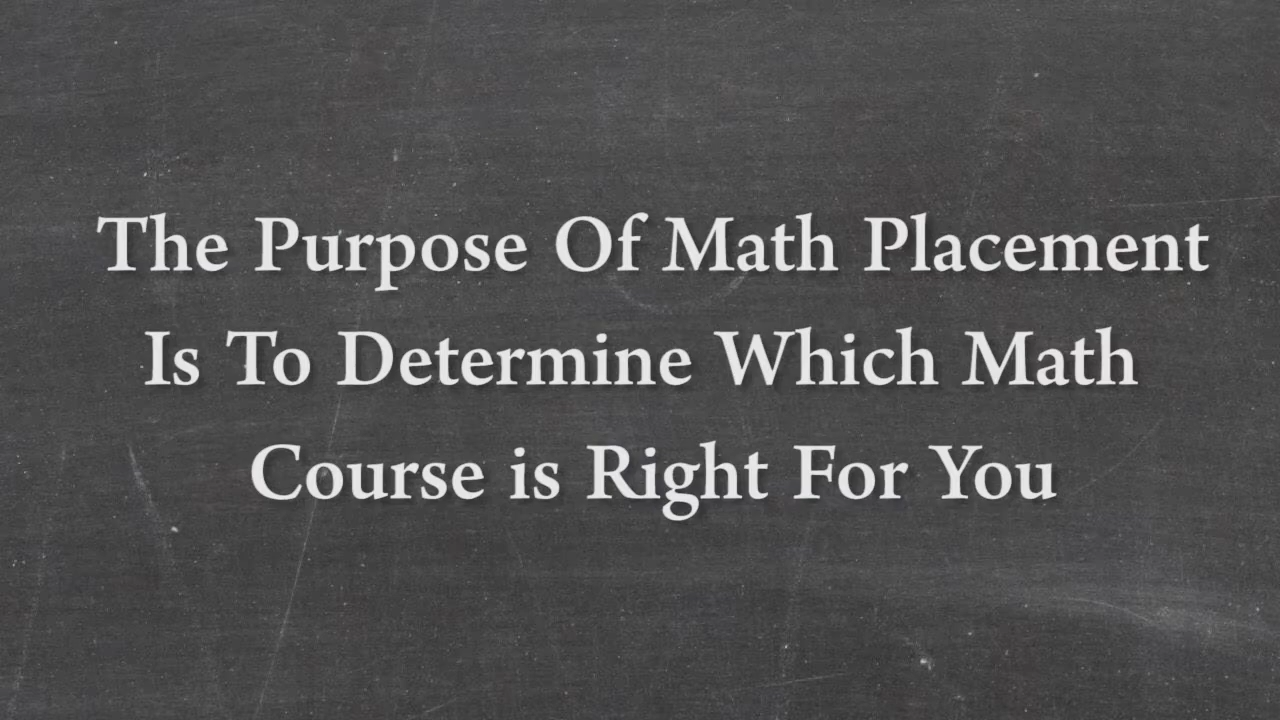 The Purpose Of Math Placement
Is To Determine Which Math
Course is Right For You